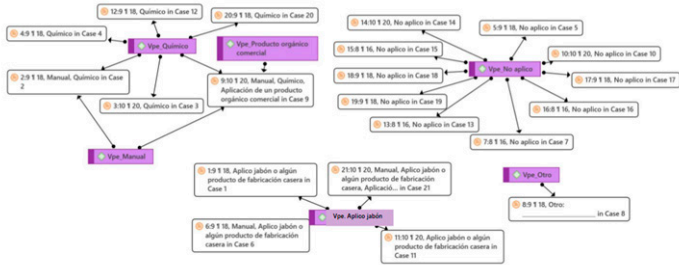 12:9 ¶ 18, Químico in Case 12
4:9 ¶ 18, Químico in Case 4
20:9 ¶ 18, Químico in Case 20
Vpe_Químico
Vpe_Producto orgánico
comercial
2:9 ¶ 18, Manual, Químico in Case
2
3:10 ¶ 20, Químico in Case 3
9:10 ¶ 20, Manual, Químico,
Aplicación de un producto
orgánico comercial in Case 9
Vpe_Manual
14:10 ¶ 20, No aplico in Case 14
5:9 ¶ 18, No aplico in Case 5
15:8 ¶ 16, No aplico in Case 15
10:10 ¶ 20, No aplico in Case 10
Vpe_No aplico
18:9 ¶ 18, No aplico in Case 18
17:9 ¶ 18, No aplico in Case 17
19:9 ¶ 18, No aplico in Case 19
16:8 ¶ 16, No aplico in Case 16
13:8 ¶ 16, No aplico in Case 13
7:8 ¶ 16, No aplico in Case 7
1:9 ¶ 18, Aplico jabón o algún
producto de fabricación casera in
Case 1
21:10 ¶ 20, Manual, Aplico jabón o
algún producto de fabricación
casera, Aplicació... in Case 21
Vpe. Aplico jabón
6:9 ¶ 18, Manual, Aplico jabón o
algún producto de fabricación
casera in Case 6
11:10 ¶ 20, Aplico jabón o algún
producto de fabricación casera in
Case 11
Vpe_Otro
8:9 ¶ 18, Otro:
____________________ in Case 8